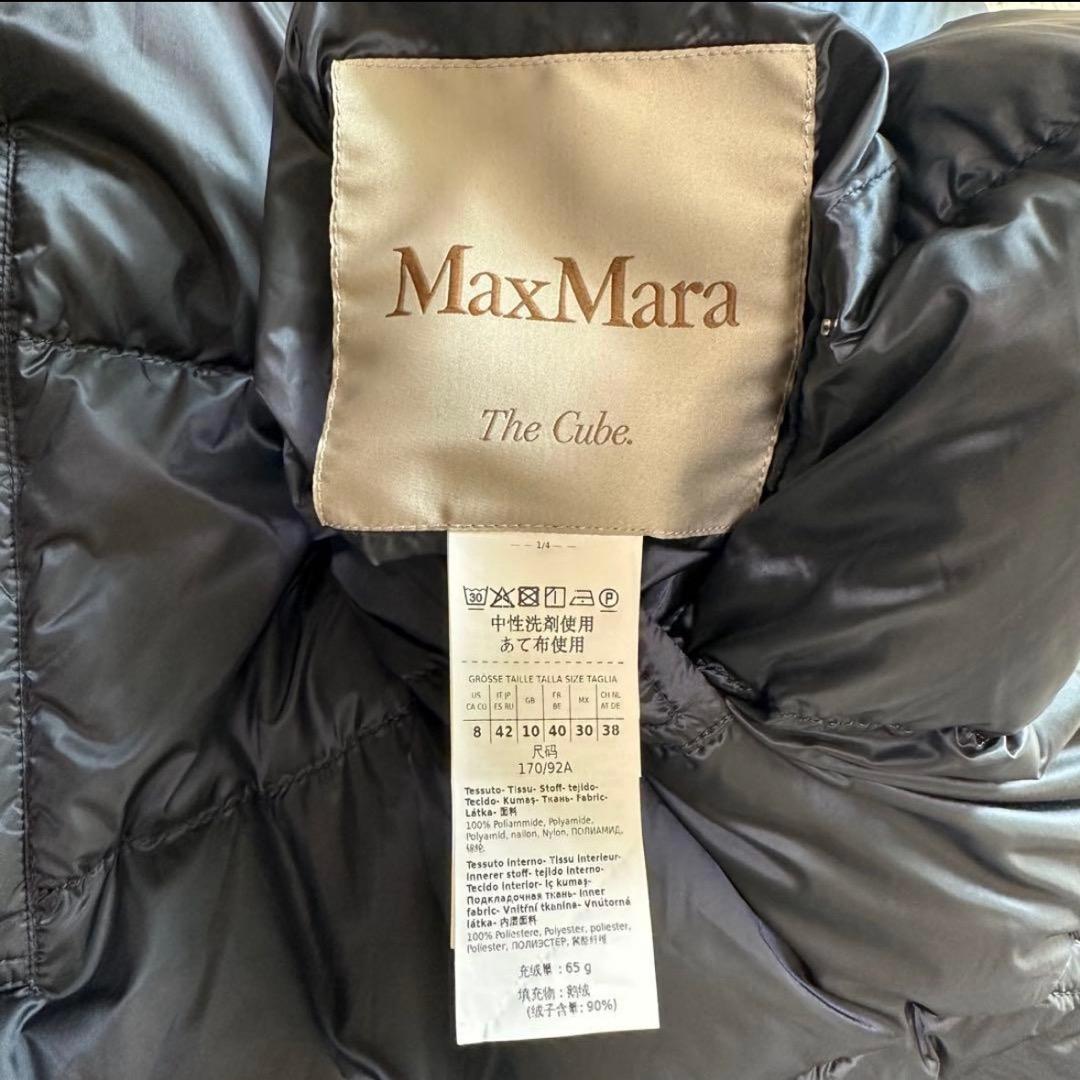 MaxMara
The Cube.
1/4
30 P
中性洗剤使用
あて布使用
GRÖSSE TAILLE TALLA SIZE TAGLIA
US IT JP GB FR MX CH NL
CA CU ES RU BE AT DE
8 42 10 40 30 38
尺码
170/92A
Tessuto- Tissu- Stoff- tejido-
Tecido- Kumaş- Ткань- Fabric-
Látka- 面料
100% Poliammide, Polyamide,
Polyamid, nailon, Nylon, ПОЛИАМИД,
锦纶
Tessuto interno- Tissu interieur-
Innerer stoff- tejido interno-
Tecido interior- iç kumaş-
Подкладочная ткань- Inner
fabric- Vnitřní tkanina- Vnútorná
látka- 内层面料
100% Poliestere, Polyester, poliester,
Poliester, ПОЛИЭСТЕР, 聚酯纤维
充绒量 : 65 g
填充物 : 鹅绒
(绒子含量: 90%)